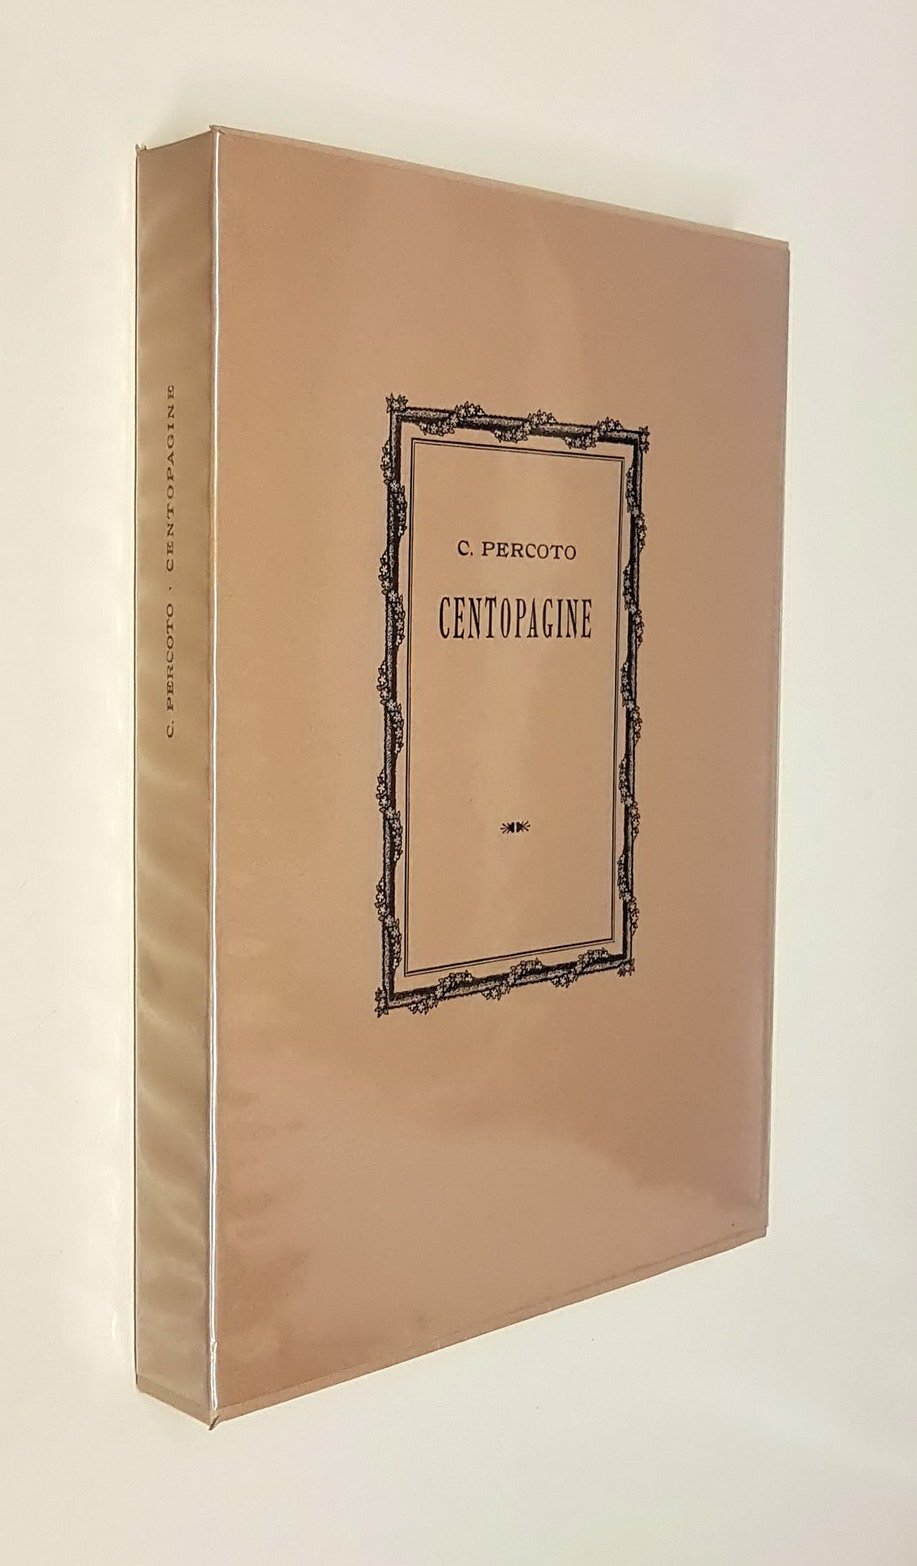 C. PERCOTO · CENTOPAGINE
C. PERCOTO
CENTOPAGINE